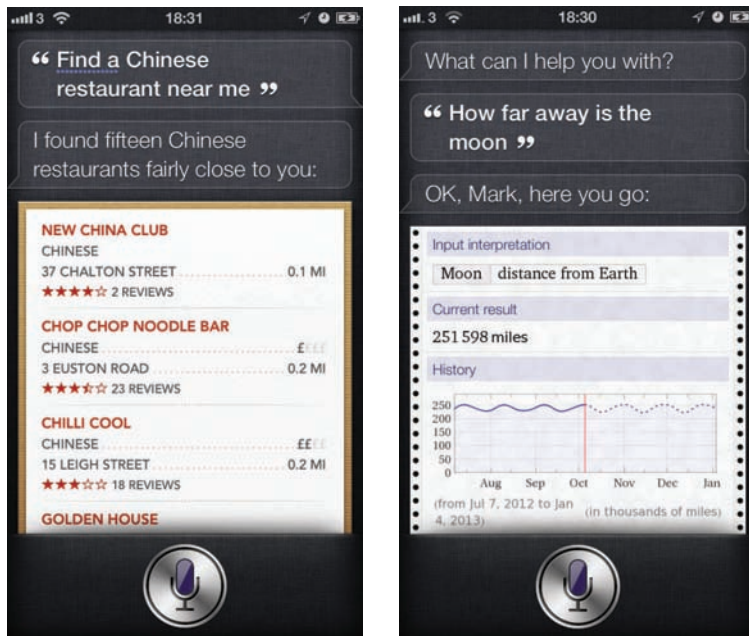 3 18:31
“ Find a Chinese
restaurant near me ”
I found fifteen Chinese
restaurants fairly close to you:
NEW CHINA CLUB
CHINESE
37 CHALTON STREET 0.1 MI
★★★★☆ 2 REVIEWS
CHOP CHOP NOODLE BAR
CHINESE ££££
3 EUSTON ROAD 0.2 MI
23 REVIEWS
CHILLI COOL
CHINESE ££££
15 LEIGH STREET 0.2 MI
★★★☆☆ 18 REVIEWS
GOLDEN HOUSE
3 18:30
What can I help you with?
“ How far away is the
moon ”
OK, Mark, here you go:
Input interpretation
Moon distance from Earth
Current result
251 598 miles
History
250
200
150
100
50
0
Aug Sep Oct Nov Dec Jan
(from Jul 7, 2012 to Jan
4, 2013)
(in thousands of miles)